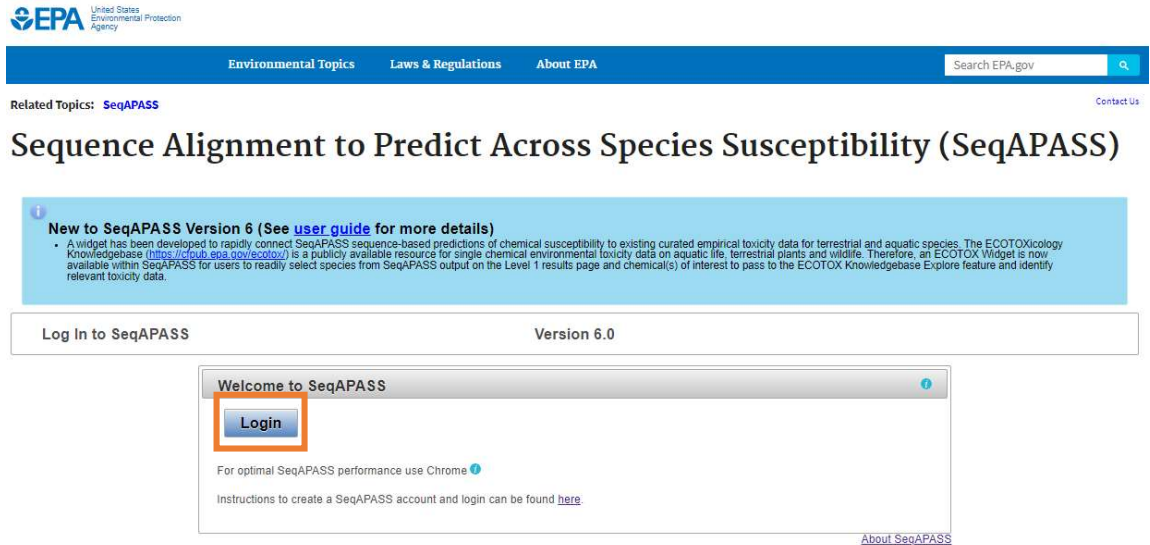 EPA
United States
Environmental Protection
Agency
Environmental Topics
Laws & Regulations
About EPA
Search EPA.gov
Related Topics: SeqAPASS
Contact Us
Sequence Alignment to Predict Across Species Susceptibility (SeqAPASS)
New to SeqAPASS Version 6 (See user guide for more details)
• A widget has been developed to rapidly connect SeqAPASS sequence-based predictions of chemical susceptibility to existing curated empirical toxicity data for terrestrial and aquatic species. The ECOTOXicology
Knowledgebase (https://cfpub.epa.gov/ecotox/) is a publicly available resource for single chemical environmental toxicity data on aquatic life, terrestrial plants and wildlife. Therefore, an ECOTOX Widget is now
available within SeqAPASS for users to readily select species from SeqAPASS output on the Level 1 results page and chemical(s) of interest to pass to the ECOTOX Knowledgebase Explore feature and identify
relevant toxicity data.
Log In to SeqAPASS
Version 6.0
Welcome to SeqAPASS
Login
For optimal SeqAPASS performance use Chrome
Instructions to create a SeqAPASS account and login can be found here.
About SeqAPASS